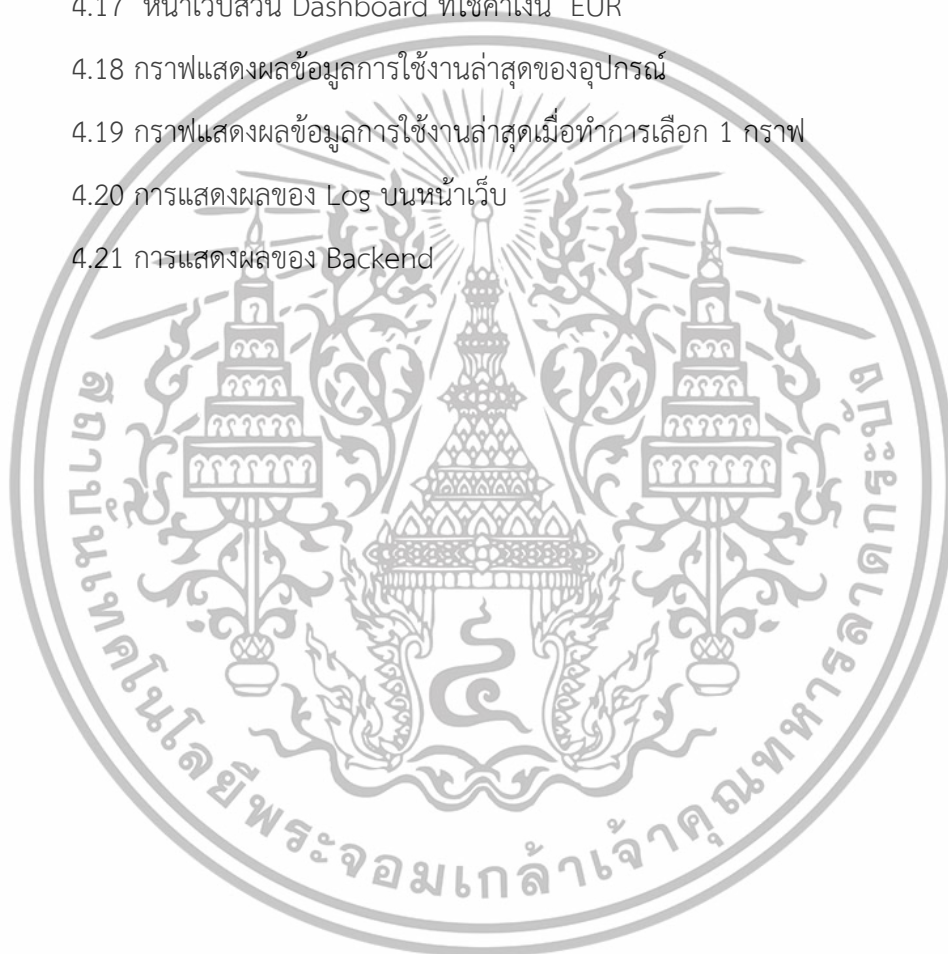 4.17 หน้าเว็บส่วน Dashboard ที่ใช้ค่าเงิน EUR
4.18 กราฟแสดงผลข้อมูลการใช้งานล่าสุดของอุปกรณ์
4.19 กราฟแสดงผลข้อมูลการใช้งานล่าสุดเมื่อทำการเลือก 1 กราฟ
4.20 การแสดงผลของ Log บนหน้าเว็บ
4.21 การแสดงผลของ Backend
สถาบันเทคโนโลยีพระจอมเกล้าเจ้าคุณทหารลาดกระบัง
๔